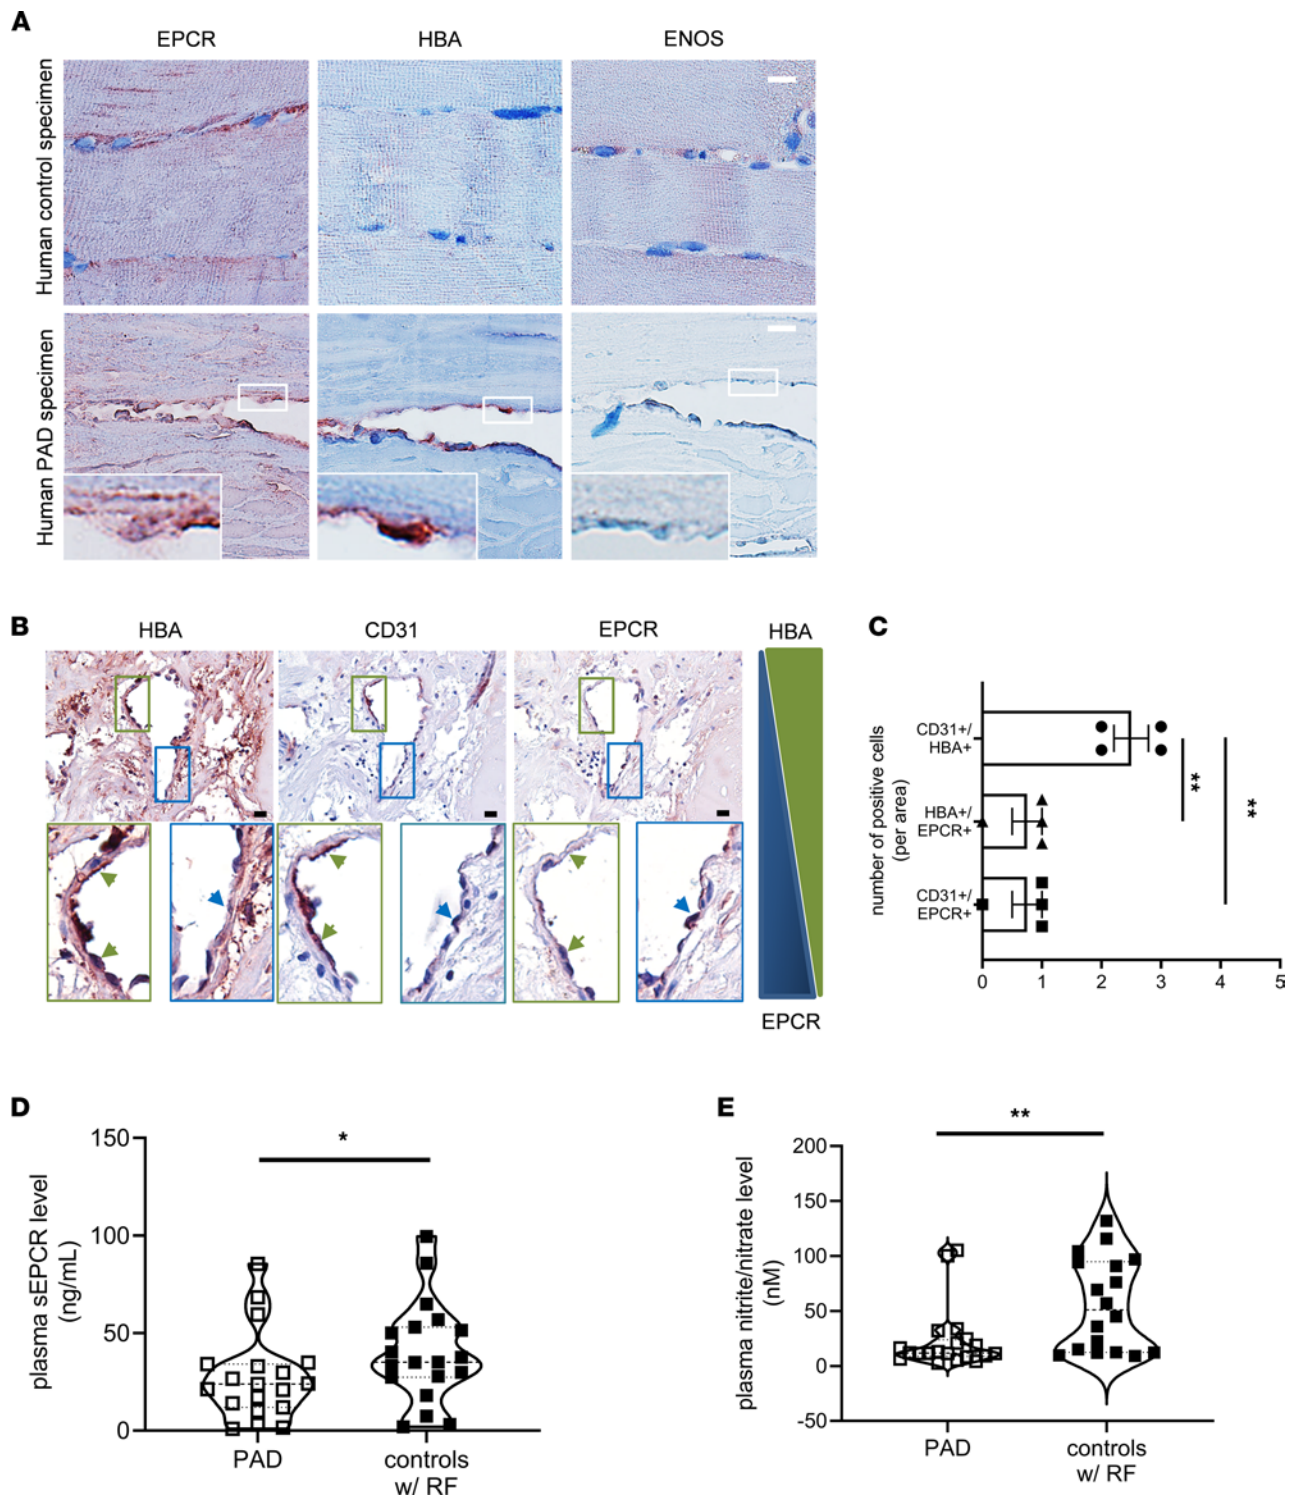 A
EPCR
HBA
ENOS
Human control specimen
Human PAD specimen
B
HBA
CD31
EPCR
HBA
EPCR
C
number of positive cells
(per area)
CD31+/
HBA+
HBA+/
EPCR+
CD31+/
EPCR+
**
**
0
1
2
3
4
5
D
plasma sEPCR level
(ng/mL)
150
100
50
0
*
PAD
controls
w/ RF
E
plasma nitrite/nitrate level
(nM)
200
150
100
50
0
-50
**
PAD
controls
w/ RF